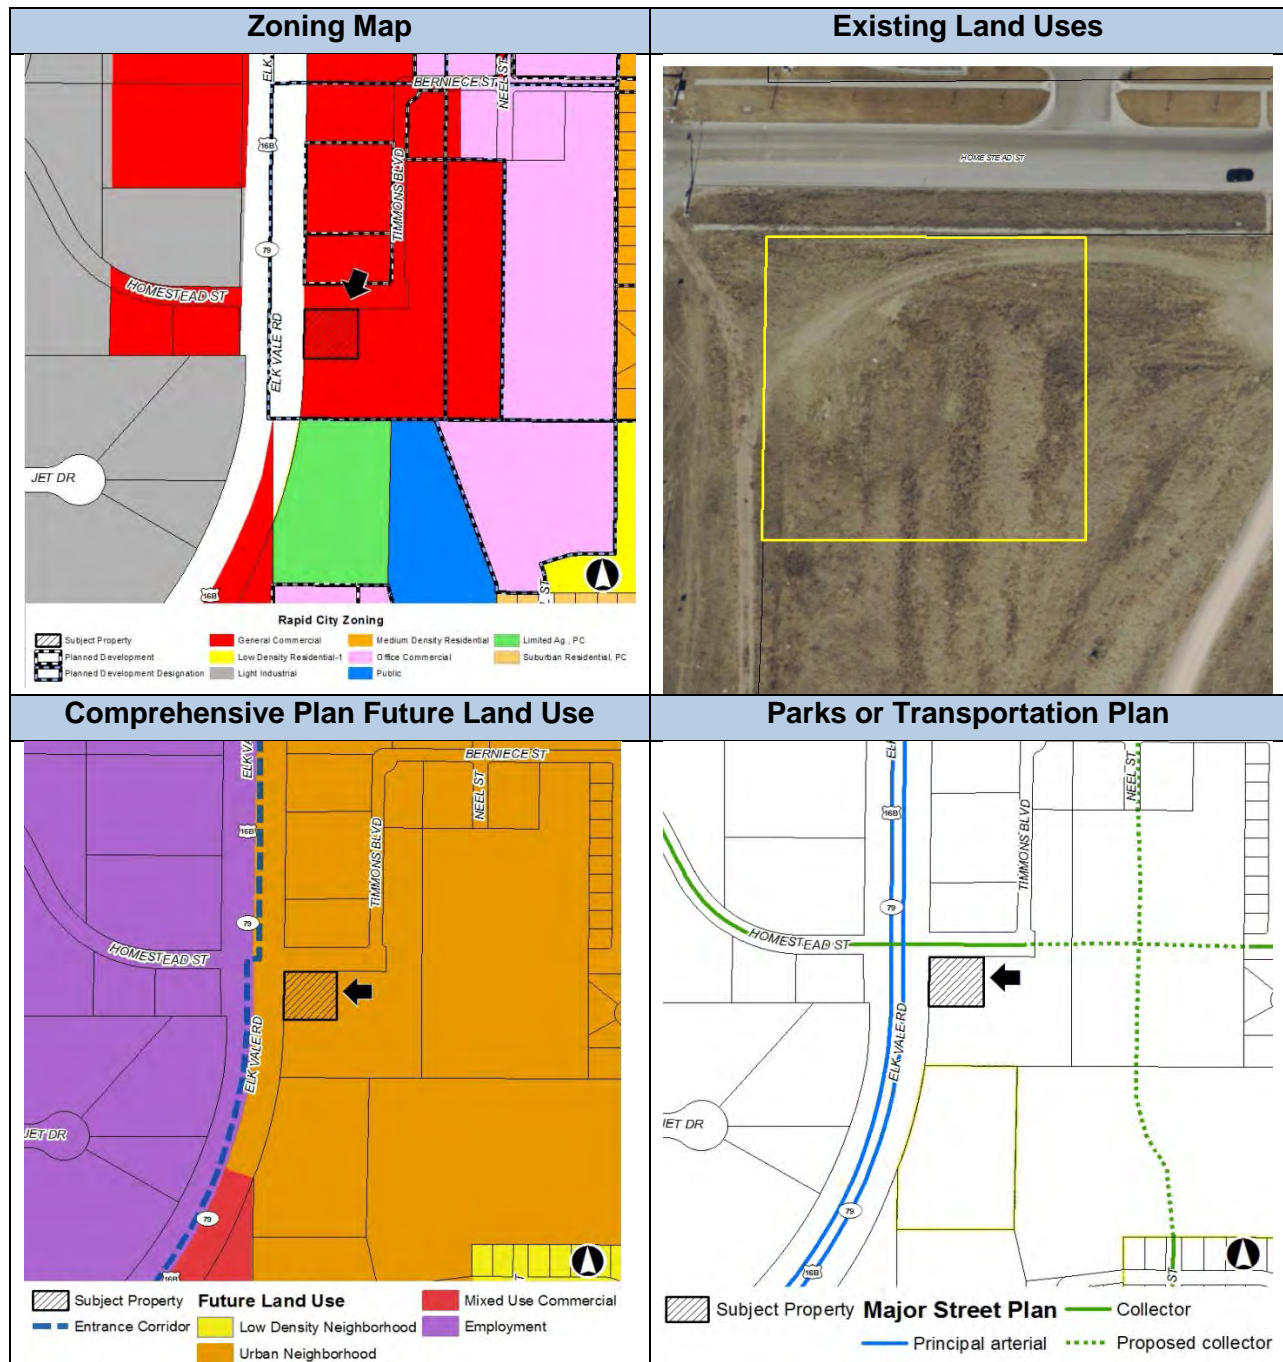 Zoning Map
Existing Land Uses
ELK
BERNIECE ST
NEEL ST
16B
TIMMONS BLVD
79
HOMESTEAD ST
ELK VALE RD
JET DR
16B
ST
Rapid City Zoning
Subject Property
General Commercial
Medium Density Residential
Limited Ag., PC
Planned Development
Low Density Residential-1
Office Commercial
Suburban Residential, PC
Planned Development Designation
Light Industrial
Public
HOMESTEAD ST
Comprehensive Plan Future Land Use
Parks or Transportation Plan
ELK VA
BERNIECE ST
NEEL ST
16B
TIMMONS BLVD
79
HOMESTEAD ST
ELK VALE RD
JET DR
79
16B
T
Subject Property
Future Land Use
Mixed Use Commercial
Entrance Corridor
Low Density Neighborhood
Employment
Urban Neighborhood
ELK
NEEL ST
16B
TIMMONS BLVD
79
HOMESTEAD ST
ELK VALE RD
JET DR
79
16B
ST
Subject Property
Major Street Plan
Collector
Principal arterial
Proposed collector